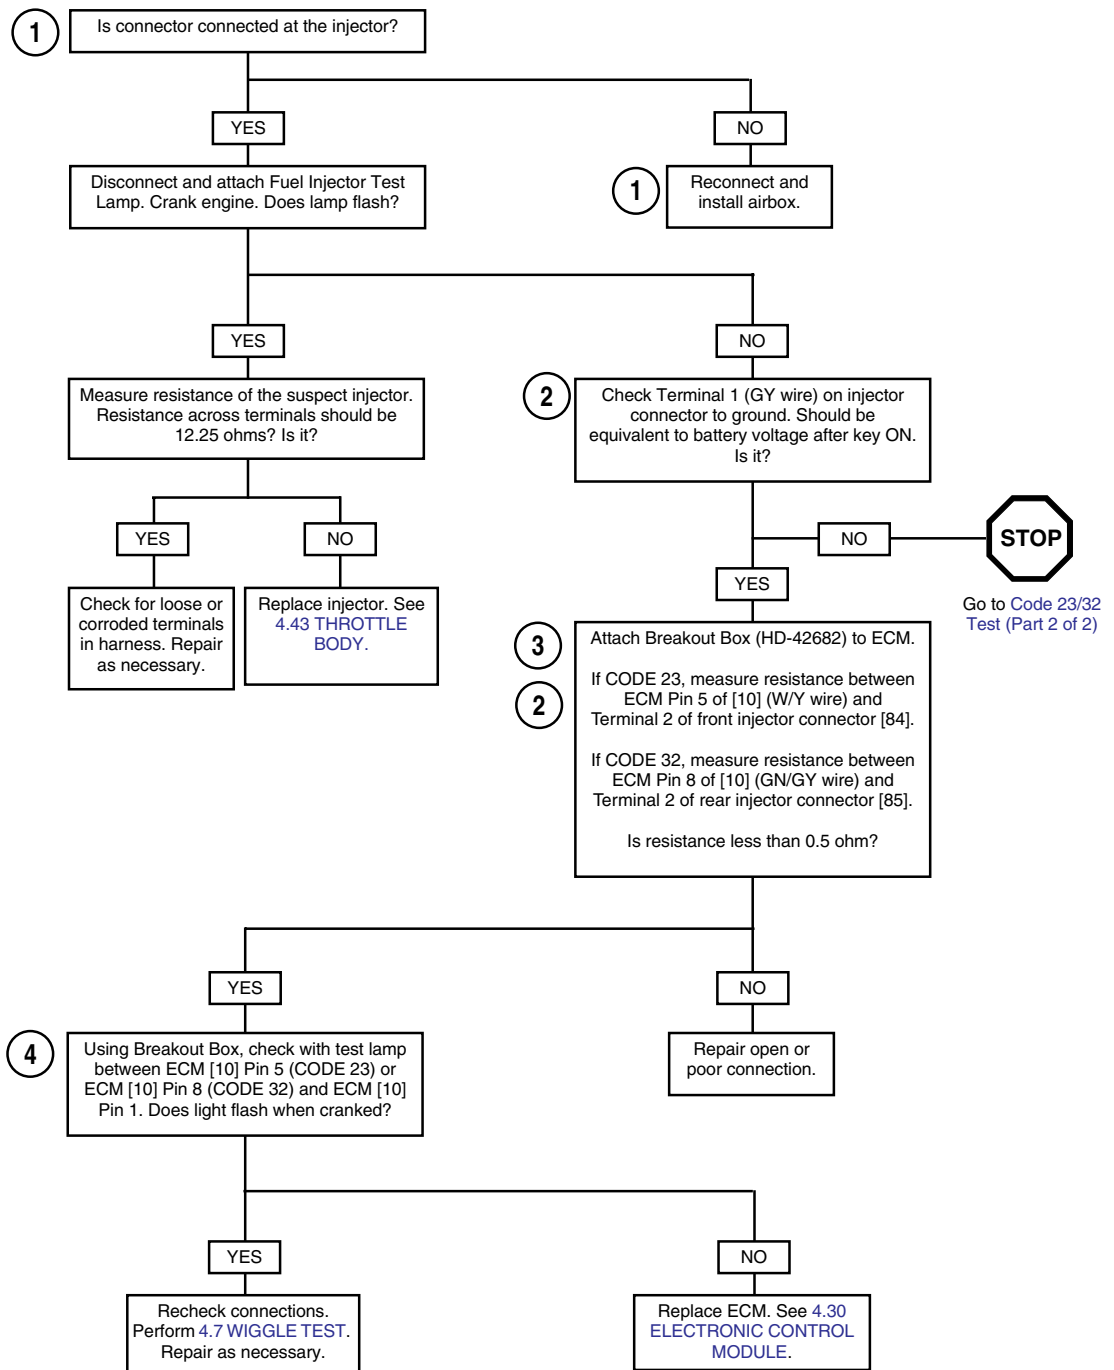 1
Is connector connected at the injector?
YES
NO
Disconnect and attach Fuel Injector Test
Lamp. Crank engine. Does lamp flash?
1
Reconnect and
install airbox.
YES
NO
Measure resistance of the suspect injector.
Resistance across terminals should be
12.25 ohms? Is it?
2
Check Terminal 1 (GY wire) on injector
connector to ground. Should be
equivalent to battery voltage after key ON.
Is it?
YES
NO
NO
STOP
Go to Code 23/32
Test (Part 2 of 2)
YES
Check for loose or
corroded terminals
in harness. Repair
as necessary.
Replace injector. See
4.43 THROTTLE
BODY.
3
2
Attach Breakout Box (HD-42682) to ECM.
If CODE 23, measure resistance between
ECM Pin 5 of [10] (W/Y wire) and
Terminal 2 of front injector connector [84].
If CODE 32, measure resistance between
ECM Pin 8 of [10] (GN/GY wire) and
Terminal 2 of rear injector connector [85].
Is resistance less than 0.5 ohm?
YES
NO
4
Using Breakout Box, check with test lamp
between ECM [10] Pin 5 (CODE 23) or
ECM [10] Pin 8 (CODE 32) and ECM [10]
Pin 1. Does light flash when cranked?
Repair open or
poor connection.
YES
NO
Recheck connections.
Perform 4.7 WIGGLE TEST.
Repair as necessary.
Replace ECM. See 4.30
ELECTRONIC CONTROL
MODULE.